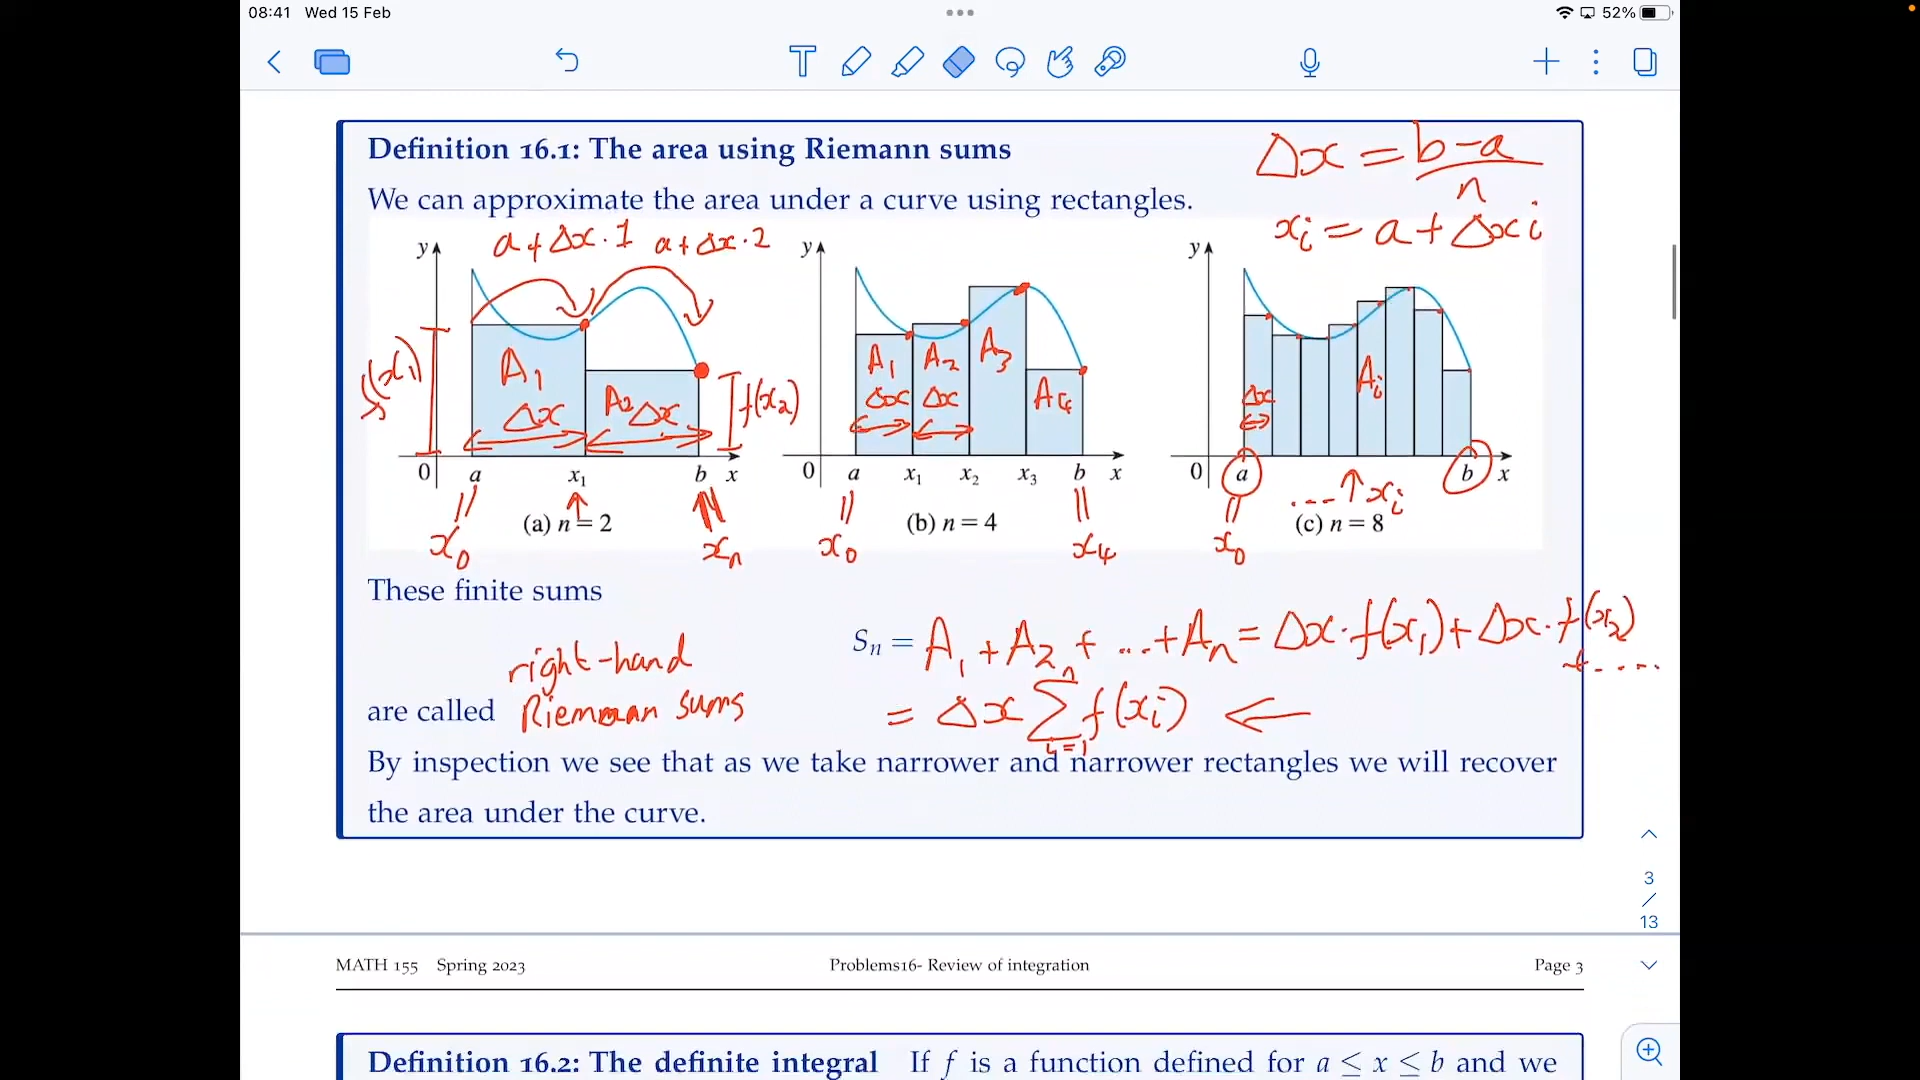 08:41 Wed 15 Feb
52%
Definition 16.1: The area using Riemann sums
Δx = b-a / n
We can approximate the area under a curve using rectangles.
xi = a + Δx i
a + Δx · 1 a + Δx · 2
y y y
f(x1) A1 Δx A2 Δx f(x2)
A1 A2 A3 A4
Δx Δx
Δx Ai
0 a x1 b x
0 a x1 x2 x3 b x
0 a b x
.... ↑ xi
(a) n = 2 (b) n = 4 (c) n = 8
x0 xn x0 x4 x0
These finite sums
Sn = A1 + A2 + ... + An = Δx · f(x1) + Δx · f(x2)
+ ....
right-hand
are called Riemman sums = Δx n Σ i=1 f(xi) ←
By inspection we see that as we take narrower and narrower rectangles we will recover
the area under the curve.
3
/
13
MATH 155 Spring 2023 Problems16- Review of integration Page 3
Definition 16.2: The definite integral If f is a function defined for a ≤ x ≤ b and we